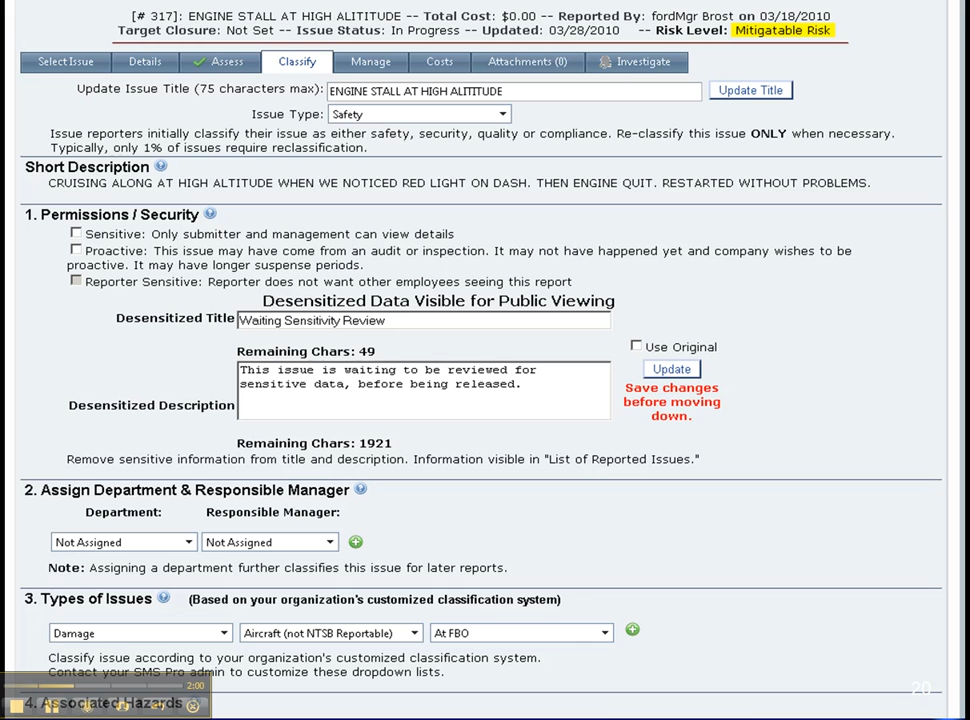 [# 317]: ENGINE STALL AT HIGH ALITITUDE -- Total Cost: $0.00 -- Reported By: fordMgr Brost on 03/18/2010
Target Closure: Not Set -- Issue Status: In Progress -- Updated: 03/28/2010 -- Risk Level: Mitigatable Risk
Select Issue Details Assess Classify Manage Costs Attachments (0) Investigate
Update Issue Title (75 characters max): ENGINE STALL AT HIGH ALITITUDE Update Title
Issue Type: Safety
Issue reporters initially classify their issue as either safety, security, quality or compliance. Re-classify this issue ONLY when necessary.
Typically, only 1% of issues require reclassification.
Short Description
CRUISING ALONG AT HIGH ALTITUDE WHEN WE NOTICED RED LIGHT ON DASH. THEN ENGINE QUIT. RESTARTED WITHOUT PROBLEMS.
1. Permissions / Security
Sensitive: Only submitter and management can view details
Proactive: This issue may have come from an audit or inspection. It may not have happened yet and company wishes to be
proactive. It may have longer suspense periods.
Reporter Sensitive: Reporter does not want other employees seeing this report
Desensitized Data Visible for Public Viewing
Desensitized Title Waiting Sensitivity Review
Remaining Chars: 49
Use Original
This issue is waiting to be reviewed for
sensitive data, before being released.
Update
Save changes
before moving
down.
Desensitized Description
Remaining Chars: 1921
Remove sensitive information from title and description. Information visible in "List of Reported Issues."
2. Assign Department & Responsible Manager
Department: Responsible Manager:
Not Assigned Not Assigned
Note: Assigning a department further classifies this issue for later reports.
3. Types of Issues (Based on your organization's customized classification system)
Damage Aircraft (not NTSB Reportable) At FBO
Classify issue according to your organization's customized classification system.
Contact your SMS Pro admin to customize these dropdown lists.
2:00
20
4. Associated Hazards